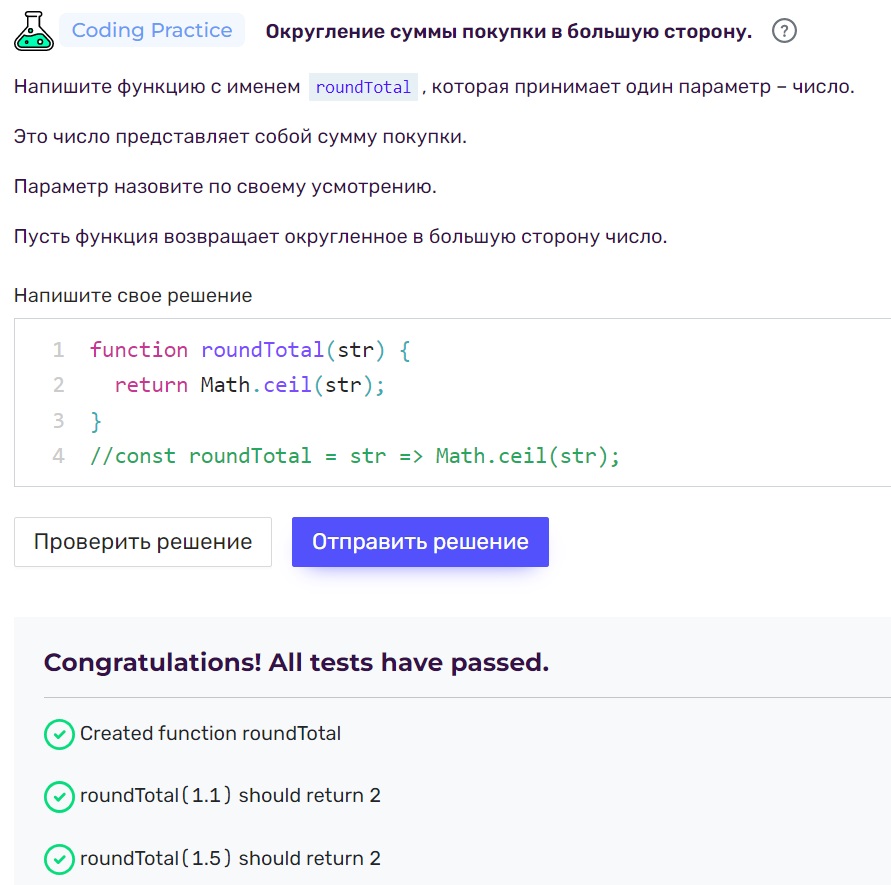 Coding Practice Округление суммы покупки в большую сторону. ?
Напишите функцию с именем roundTotal , которая принимает один параметр – число.
Это число представляет собой сумму покупки.
Параметр назовите по своему усмотрению.
Пусть функция возвращает округленное в большую сторону число.
Напишите свое решение
1 function roundTotal(str) {
2 return Math.ceil(str);
3 }
4 //const roundTotal = str => Math.ceil(str);
Проверить решение Отправить решение
Congratulations! All tests have passed.
Created function roundTotal
roundTotal(1.1) should return 2
roundTotal(1.5) should return 2